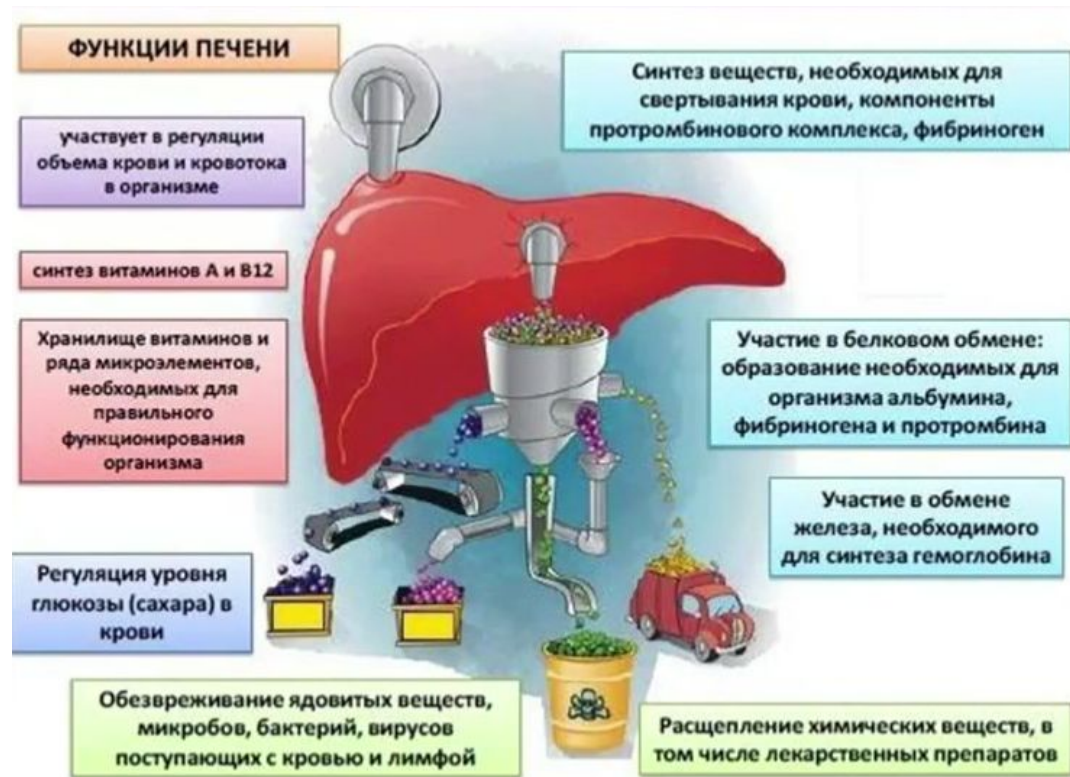 ФУНКЦИИ ПЕЧЕНИ
Синтез веществ, необходимых для
свертывания крови, компоненты
протромбинового комплекса, фибриноген
участвует в регуляции
объема крови и кровотока
в организме
синтез витаминов А и В12
Хранилище витаминов и
ряда микроэлементов,
необходимых для
правильного
функционирования
организма
Участие в белковом обмене:
образование необходимых для
организма альбумина,
фибриногена и протромбина
Участие в обмене
железа, необходимого
для синтеза гемоглобина
Регуляция уровня
глюкозы (сахара) в
крови
Обезвреживание ядовитых веществ,
микробов, бактерий, вирусов
поступающих с кровью и лимфой
Расщепление химических веществ, в
том числе лекарственных препаратов